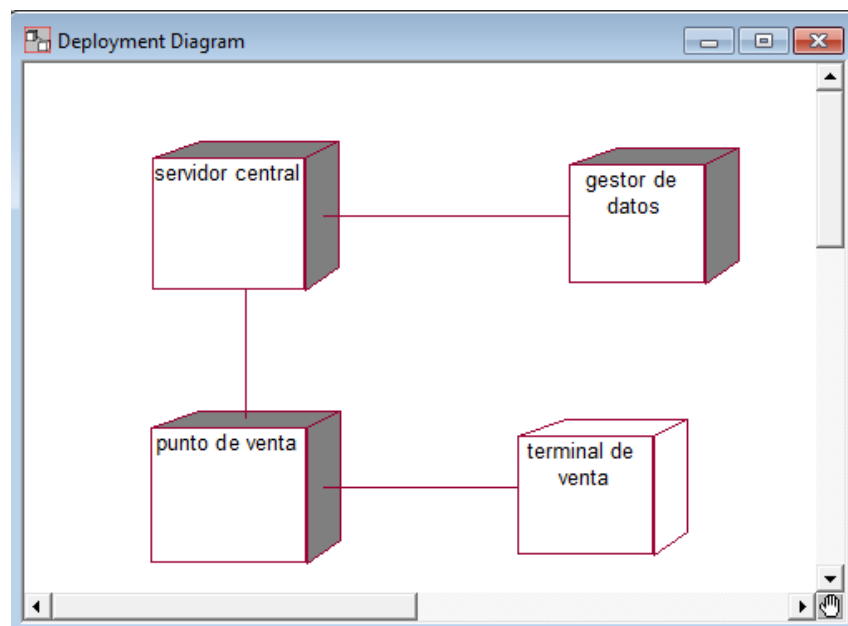 Deployment Diagram
servidor central
gestor de
datos
punto de venta
terminal de
venta